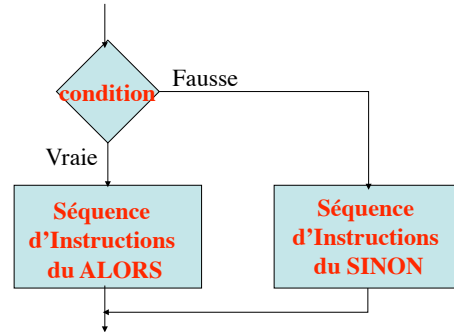 condition
Fausse
Vraie
Séquence
d’Instructions
du ALORS
Séquence
d’Instructions
du SINON